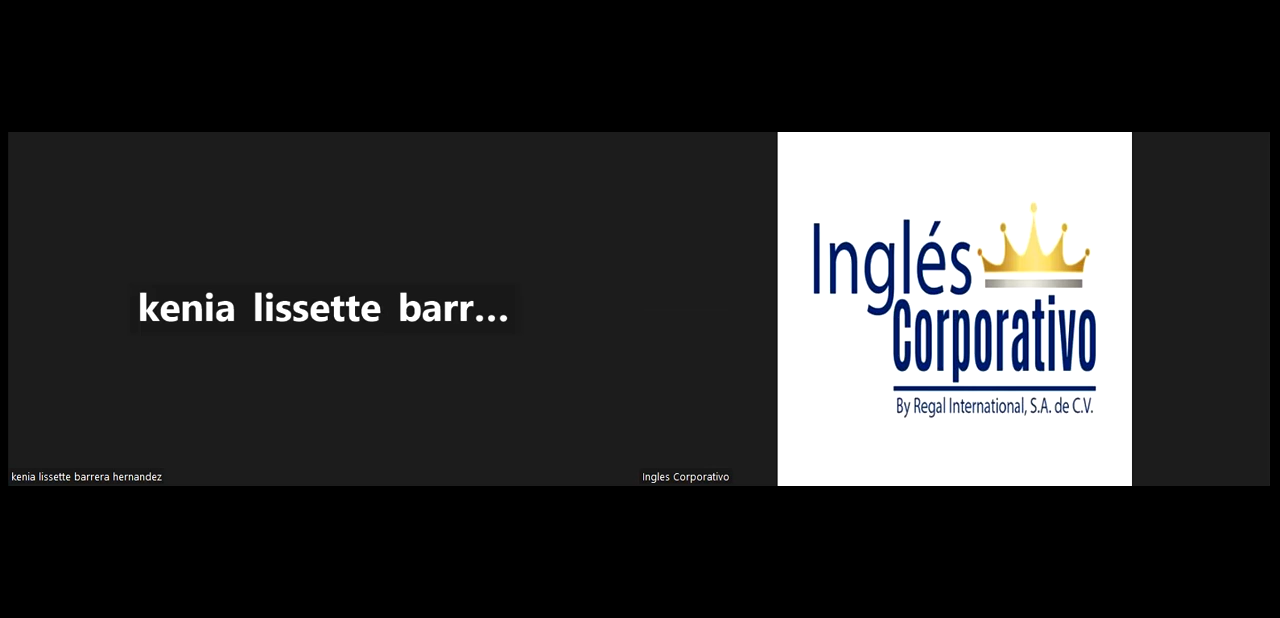 kenia lissette barr...
kenia lissette barrera hernandez
Inglés
Corporativo
By Regal International, S.A. de C.V.
Ingles Corporativo